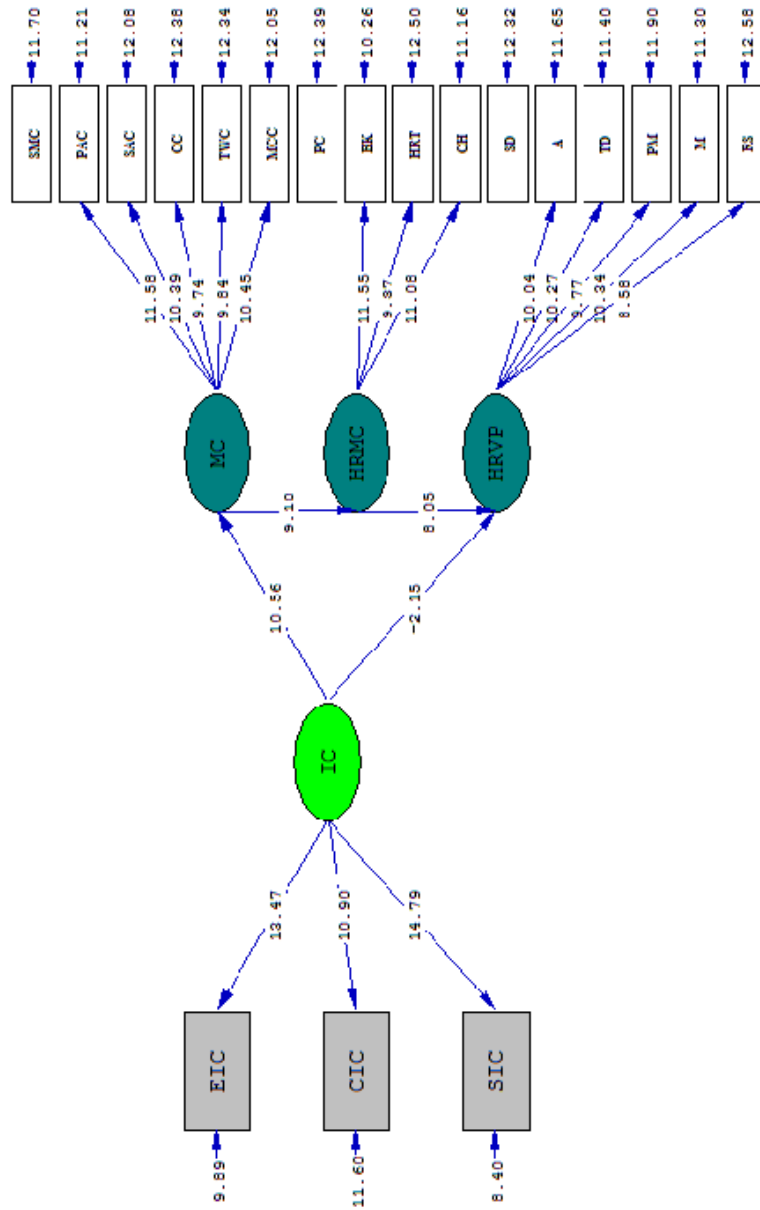 9.89
11.60
8.40
EIC
CIC
SIC
13.47
10.90
14.79
IC
10.56
-2.15
MC
9.10
HRMC
8.05
HRVP
11.58
10.39
9.74
9.84
10.45
11.55
9.37
11.08
10.04
10.27
9.77
10.34
8.58
SMC 11.70
PAC 11.21
SAC 12.08
CC 12.38
TWC 12.34
MCC 12.05
PC 12.39
10.26
HRT 12.50
CH 11.16
SD 12.32
A 11.65
TD 11.40
PM 11.90
M 11.30
12.58